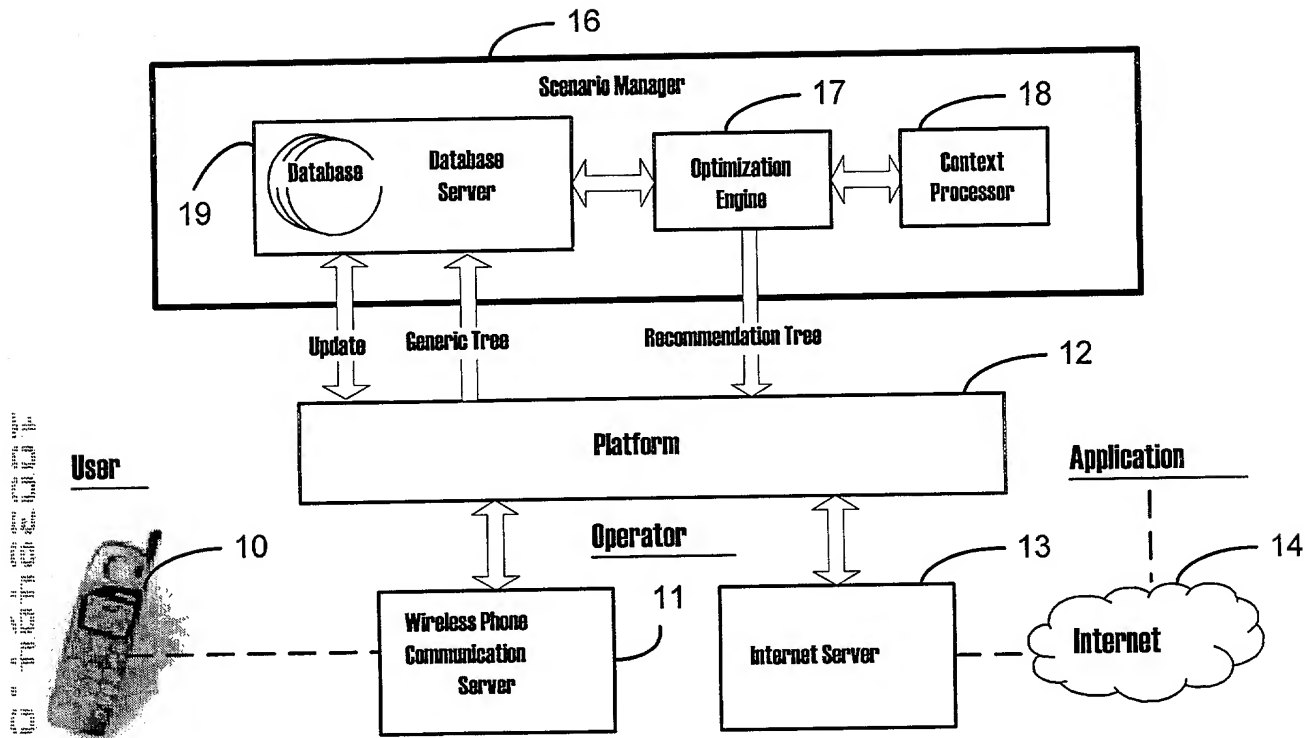 16
Scenario Manager
17
18
19
Database
Database
Server
Optimization
Engine
Context
Processor
Update
Generic Tree
Recommendation Tree
12
Platform
User
Application
10
Operator
13
14
11
Wireless Phone
Communication
Server
Internet Server
Internet